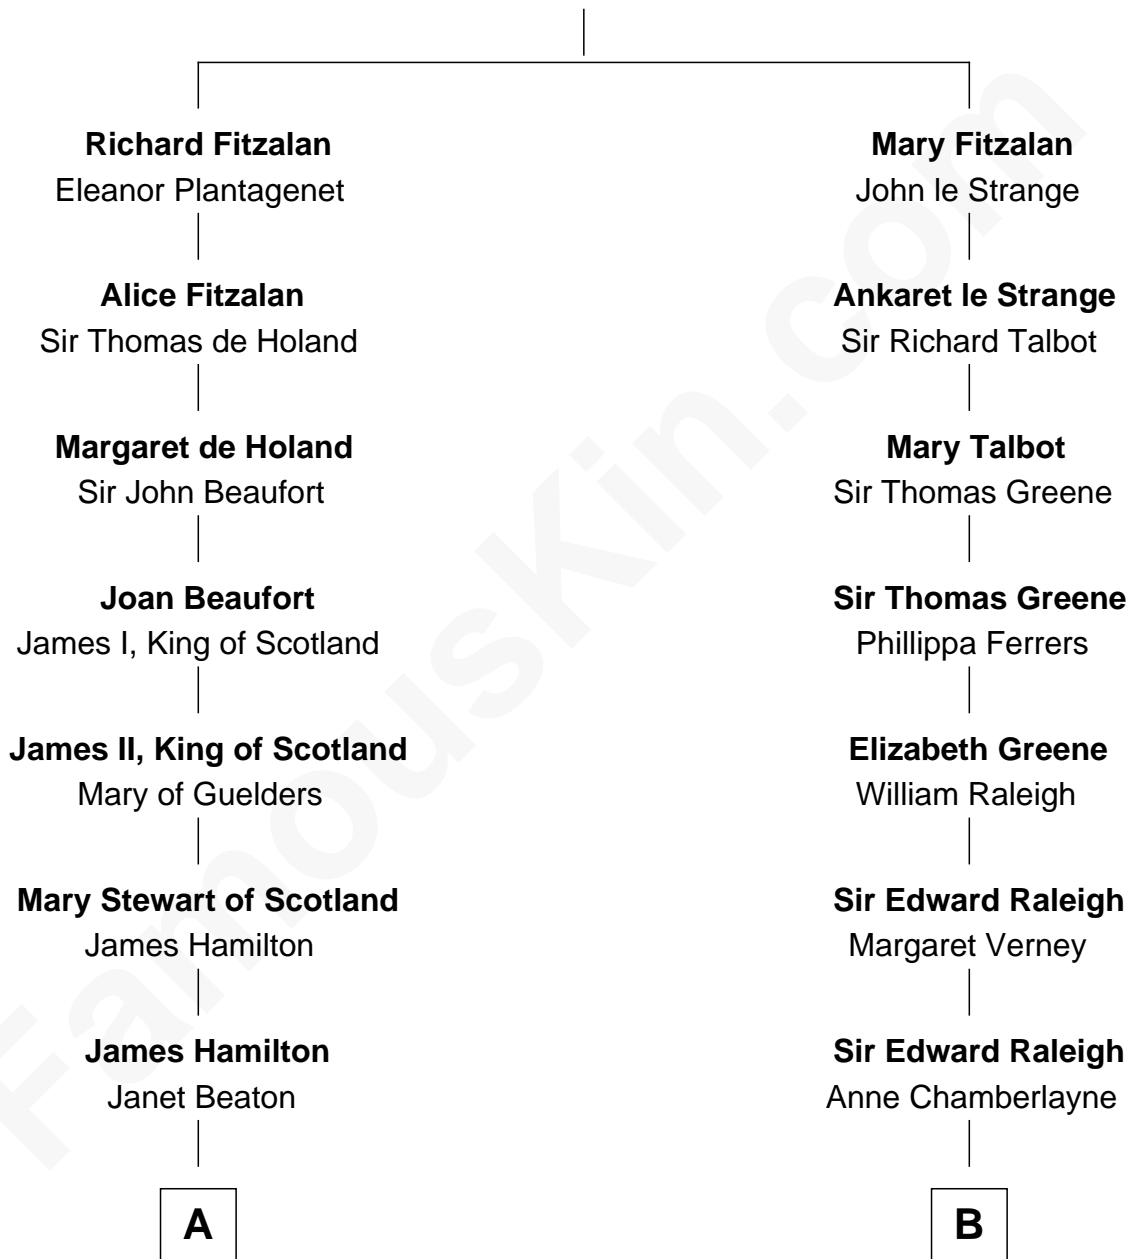 Richard Fitzalan
Eleanor Plantagenet
Mary Fitzalan
John le Strange
Alice Fitzalan
Sir Thomas de Holand
Ankaret le Strange
Sir Richard Talbot
Margaret de Holand
Sir John Beaufort
Mary Talbot
Sir Thomas Greene
Joan Beaufort
James I, King of Scotland
Sir Thomas Greene
Phillippa Ferrers
James II, King of Scotland
Mary of Guelders
Elizabeth Greene
William Raleigh
Mary Stewart of Scotland
James Hamilton
Sir Edward Raleigh
Margaret Verney
James Hamilton
Janet Beaton
Sir Edward Raleigh
Anne Chamberlayne
A
B
FamousKin.com